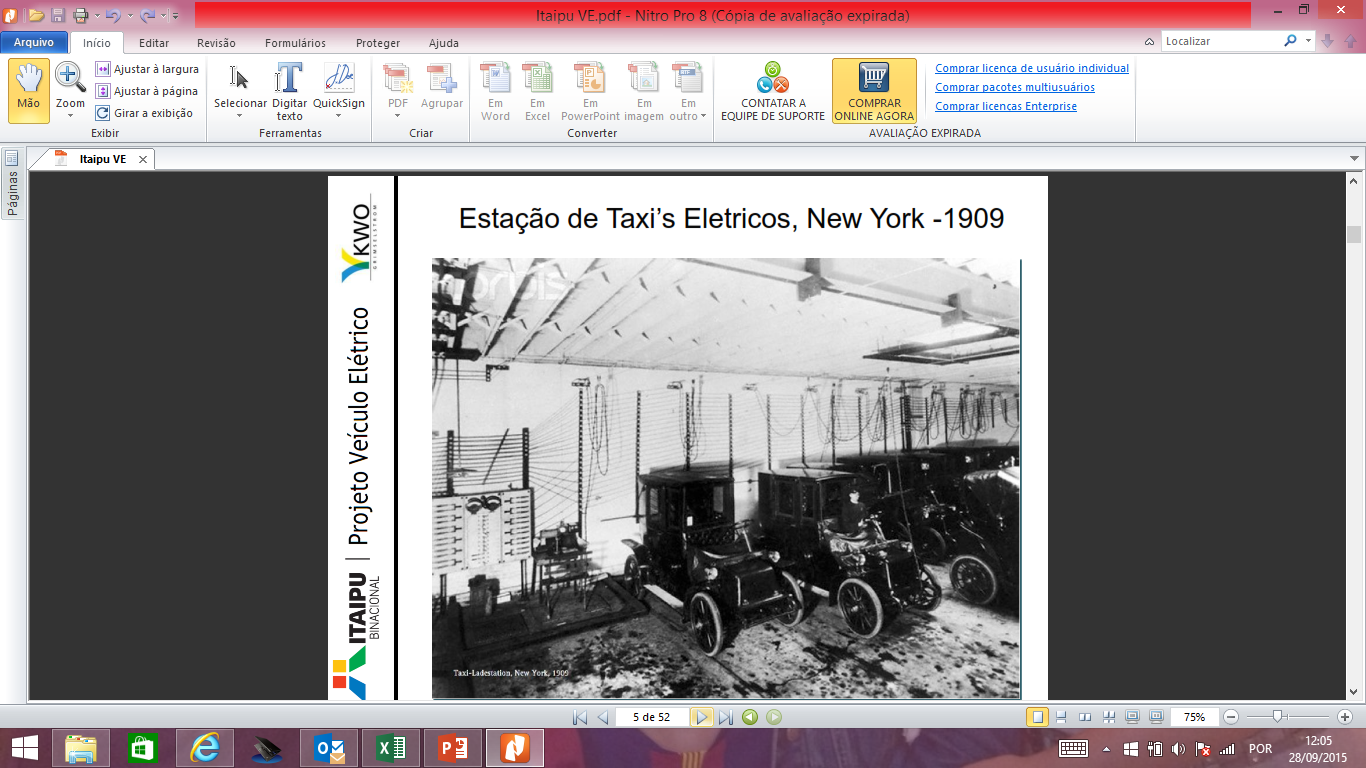 Itaipu VE.pdf - Nitro Pro 8 (Cópia de avaliação expirada)
Arquivo
Início
Editar
Revisão
Formulários
Proteger
Ajuda
Localizar
Mão
Zoom
Ajustar à largura
Ajustar à página
Girar a exibição
Exibir
Selecionar
Digitar
texto
QuickSign
Ferramentas
PDF
Agrupar
Criar
Em
Word
Em
Excel
Em
PowerPoint
Em
imagem
Em
outro
Converter
CONTATAR A
EQUIPE DE SUPORTE
COMPRAR
ONLINE AGORA
Comprar licença de usuário individual
Comprar pacotes multiusuários
Comprar licenças Enterprise
AVALIAÇÃO EXPIRADA
Itaipu VE
Páginas
KWO
GRIMSELSTROM
Projeto Veículo Elétrico
ITAIPU
BINACIONAL
Estação de Taxi's Eletricos, New York -1909
corbis
Taxi-Ladestation, New York, 1909
5 de 52
75%
POR
12:05
28/09/2015